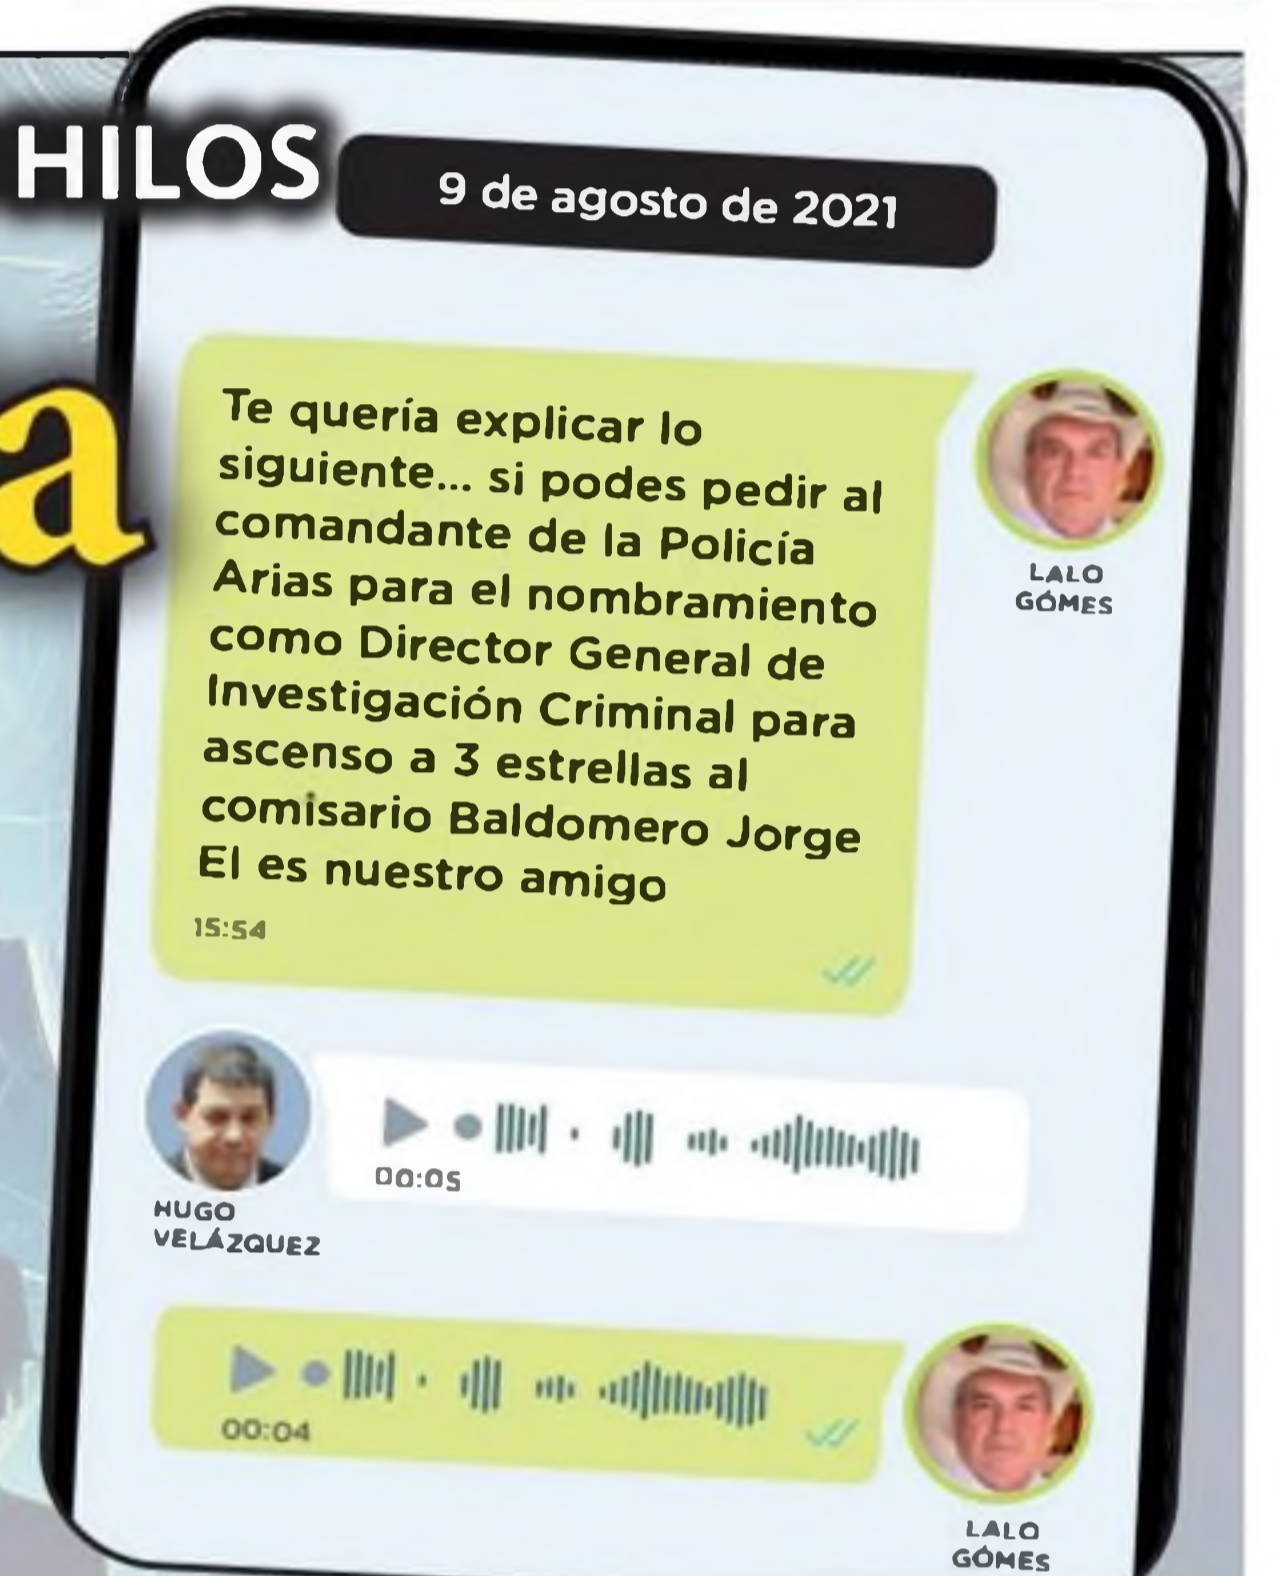 HILOS
9 de agosto de 2021
a
Te quería explicar lo
siguiente... si podes pedir al
comandante de la Policía
Arias para el nombramiento
como Director General de
Investigación Criminal para
ascenso a 3 estrellas al
comisario Baldomero Jorge
El es nuestro amigo
15:54
LALO
GÓMES
00:05
HUGO
VELÁZQUEZ
00:04
LALO
GÓMES